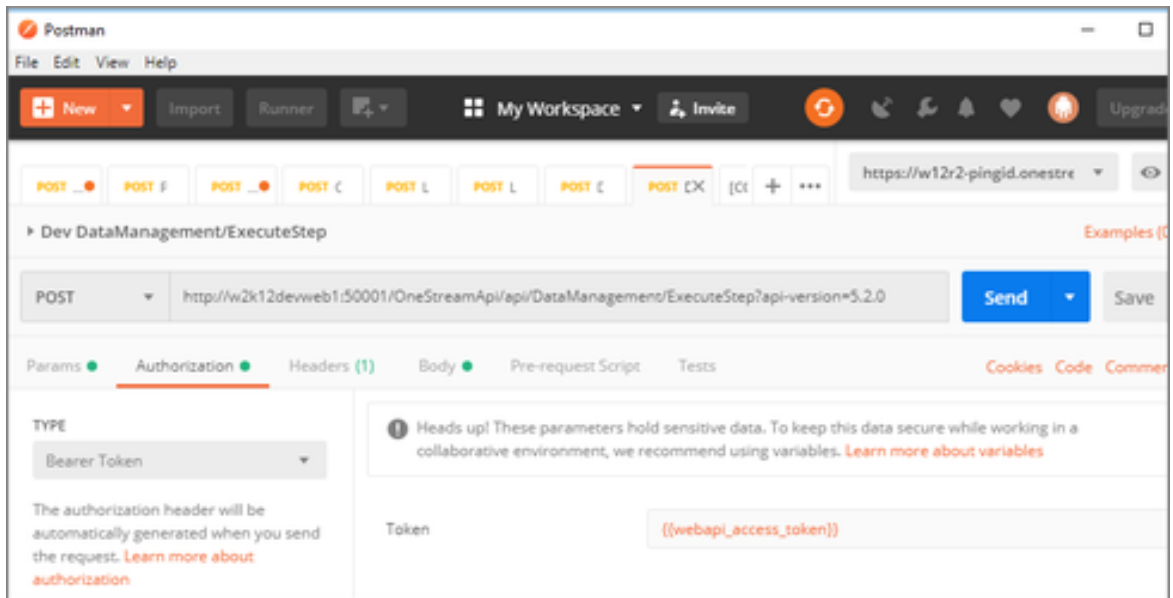 Postman
File Edit View Help
New Import Runner My Workspace Invite Upgrad
POST ... POST F POST ... POST C POST L POST L POST POST https://w12r2-pingid.onestre
Dev DataManagement/ExecuteStep Examples (0
POST http://w2k12devweb1:50001/OneStreamApi/api/DataManagement/ExecuteStep?api-version=5.2.0 Send Save
Params Authorization Headers (1) Body Pre-request Script Tests Cookies Code Commer
TYPE
Bearer Token
The authorization header will be
automatically generated when you send
the request. Learn more about
authorization
Heads up! These parameters hold sensitive data. To keep this data secure while working in a
collaborative environment, we recommend using variables. Learn more about variables
Token {{webapi_access_token}}